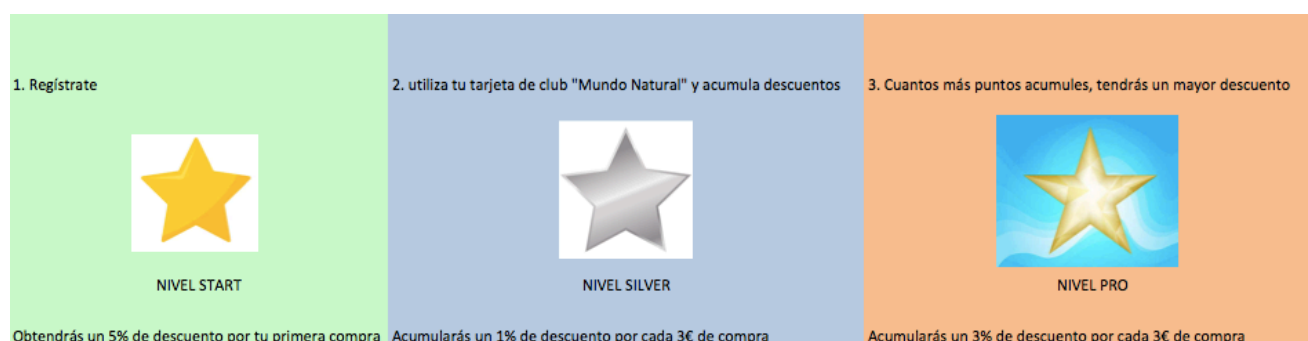 1. Regístrate
2. utiliza tu tarjeta de club "Mundo Natural" y acumula descuentos
3. Cuantos más puntos acumules, tendrás un mayor descuento
NIVEL START
NIVEL SILVER
NIVEL PRO
Obtendrás un 5% de descuento por tu primera compra
Acumularás un 1% de descuento por cada 3€ de compra
Acumularás un 3% de descuento por cada 3€ de compra